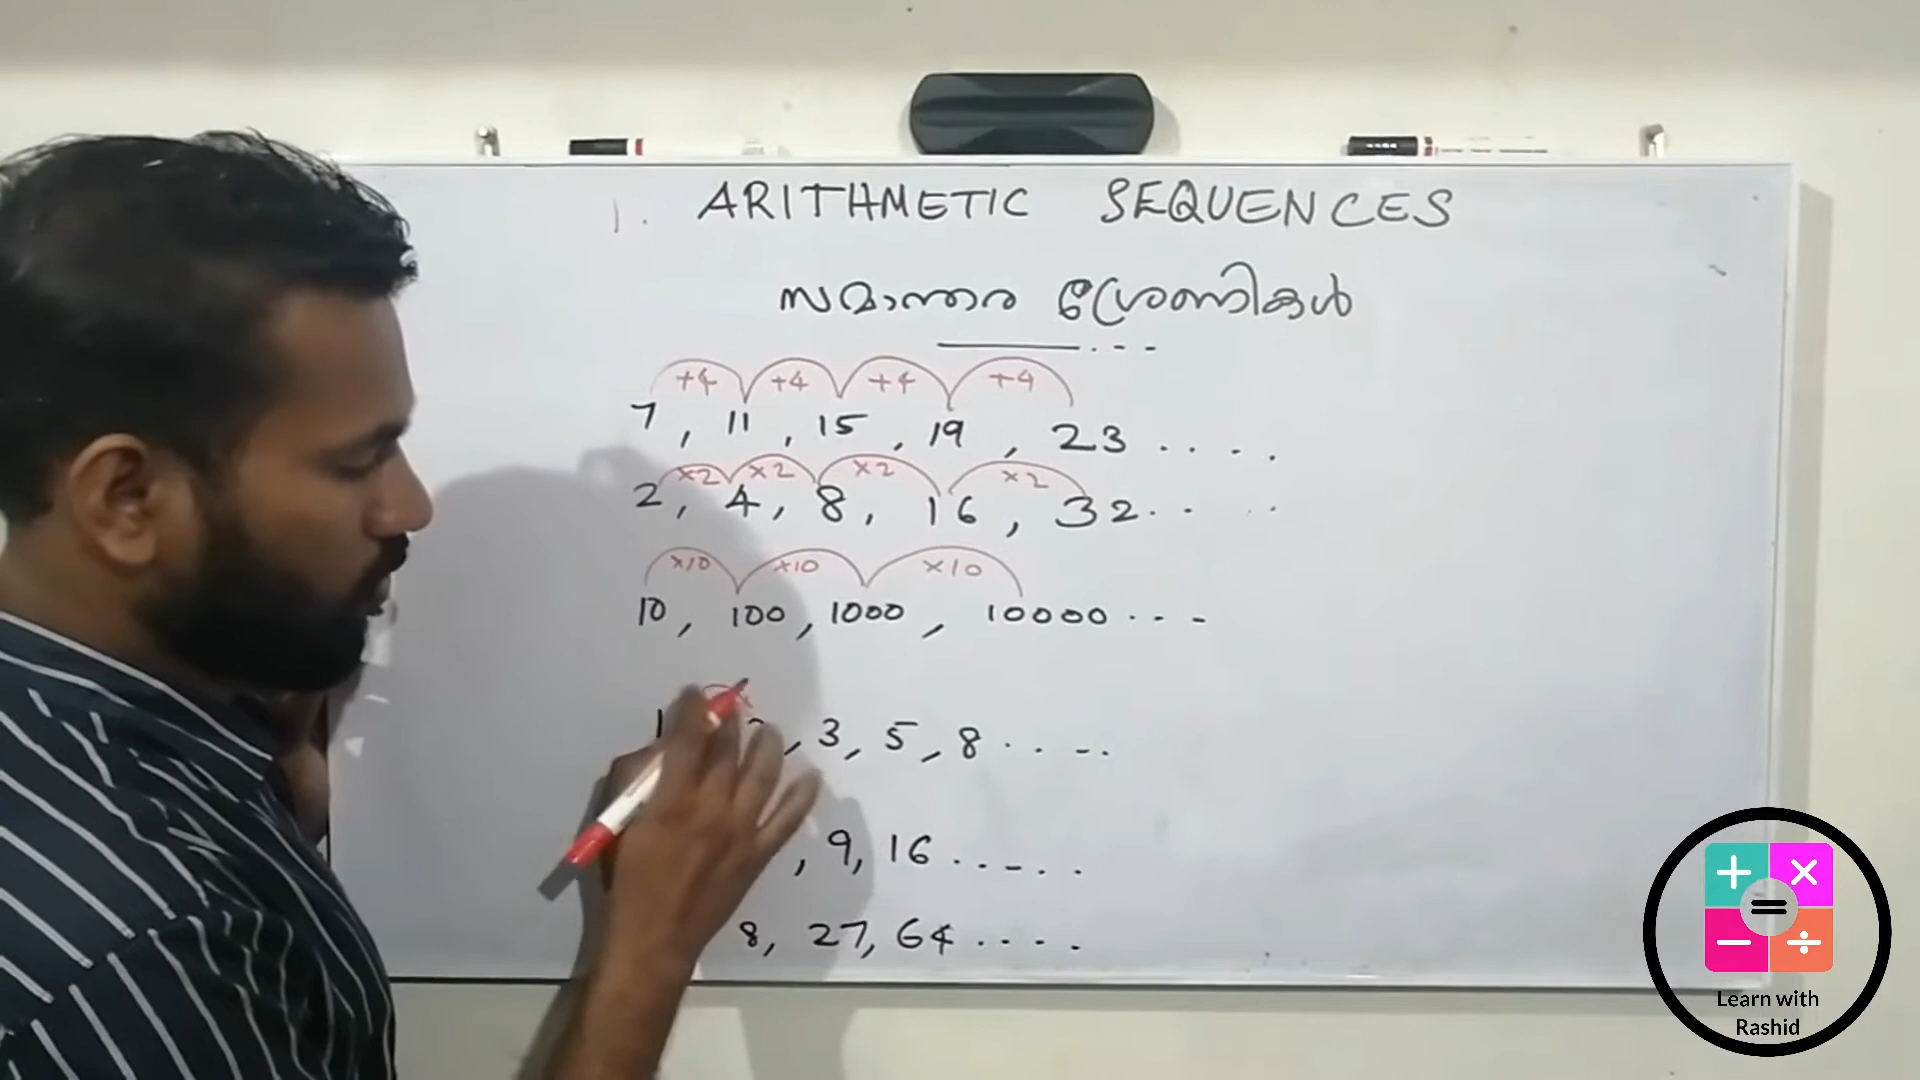 1. ARITHMETIC SEQUENCES
സമാന്തര ശ്രേണികൾ
+4 +4 +4 +4
7, 11, 15, 19, 23 . . . .
×2 ×2 ×2 ×2
2, 4, 8, 16, 32 . . . .
×10 ×10 ×10
10, 100, 1000, 10000 . . .
1 2, 3, 5, 8 . . . .
, 9, 16 . . . . .
8, 27, 64 . . . .
+ ×
=
− ÷
Learn with
Rashid